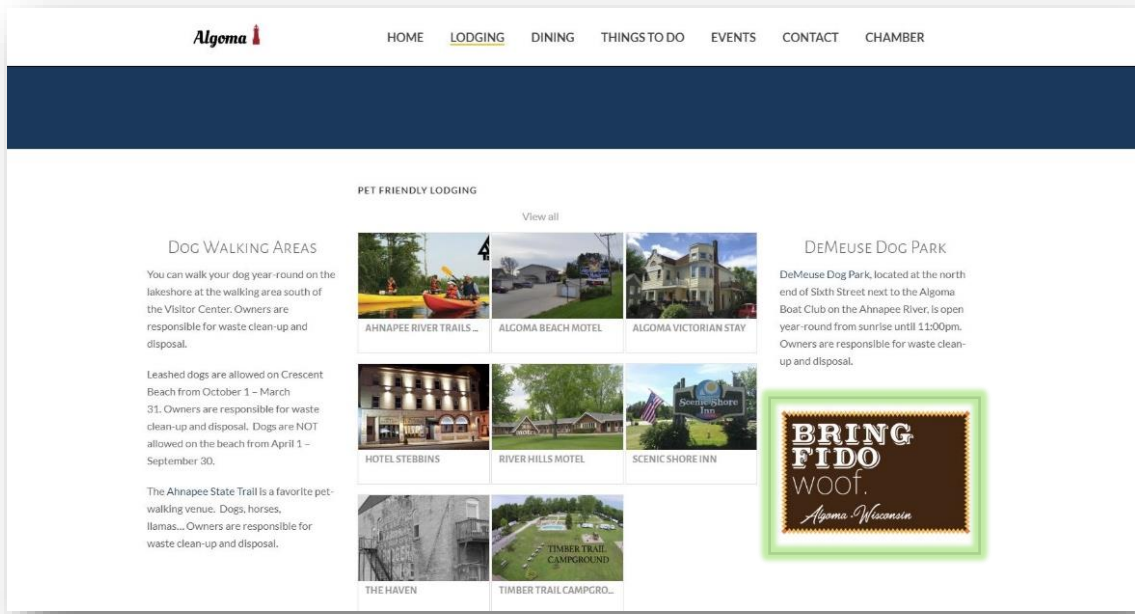 Algoma
HOME LODGING DINING THINGS TO DO EVENTS CONTACT CHAMBER
PET FRIENDLY LODGING
View all
DOG WALKING AREAS
You can walk your dog year-round on the
lakeshore at the walking area south of
the Visitor Center. Owners are
responsible for waste clean-up and
disposal.
Leashed dogs are allowed on Crescent
Beach from October 1 – March
31. Owners are responsible for waste
clean-up and disposal. Dogs are NOT
allowed on the beach from April 1 –
September 30.
The Ahnapee State Trail is a favorite pet-
walking venue. Dogs, horses,
llamas... Owners are responsible for
waste clean-up and disposal.
AHNAPEE RIVER TRAILS ...
ALGOMA BEACH MOTEL
ALGOMA VICTORIAN STAY
Scenic Shore
Inn
HOTEL STEBBINS
RIVER HILLS MOTEL
SCENIC SHORE INN
TIMBER TRAIL
CAMPGROUND
THE HAVEN
TIMBER TRAIL CAMPGRO...
DEMEUSE DOG PARK
DeMeuse Dog Park, located at the north
end of Sixth Street next to the Algoma
Boat Club on the Ahnapee River, is open
year-round from sunrise until 11:00pm.
Owners are responsible for waste clean-
up and disposal.
BRING
FIDO
woof.
Algoma, Wisconsin